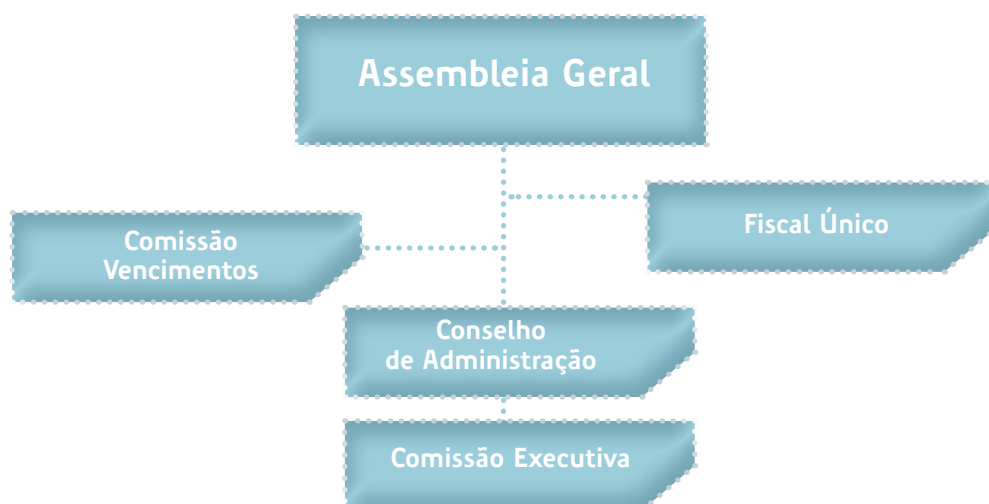 Assembleia Geral
Fiscal Único
Comissão
Vencimentos
Conselho
de Administração
Comissão Executiva